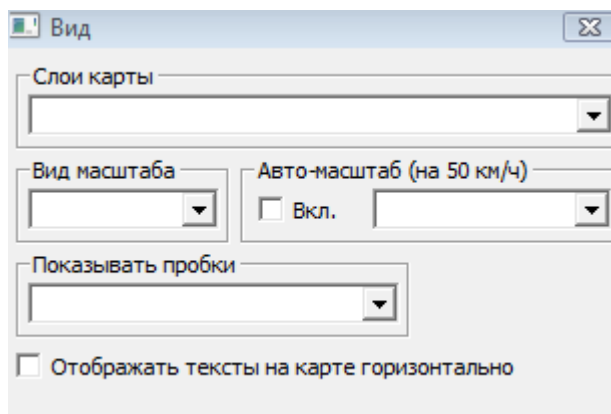 Вид
Слои карты
Вид масштаба
Авто-масштаб (на 50 км/ч)
Вкл.
Показывать пробки
Отображать тексты на карте горизонтально